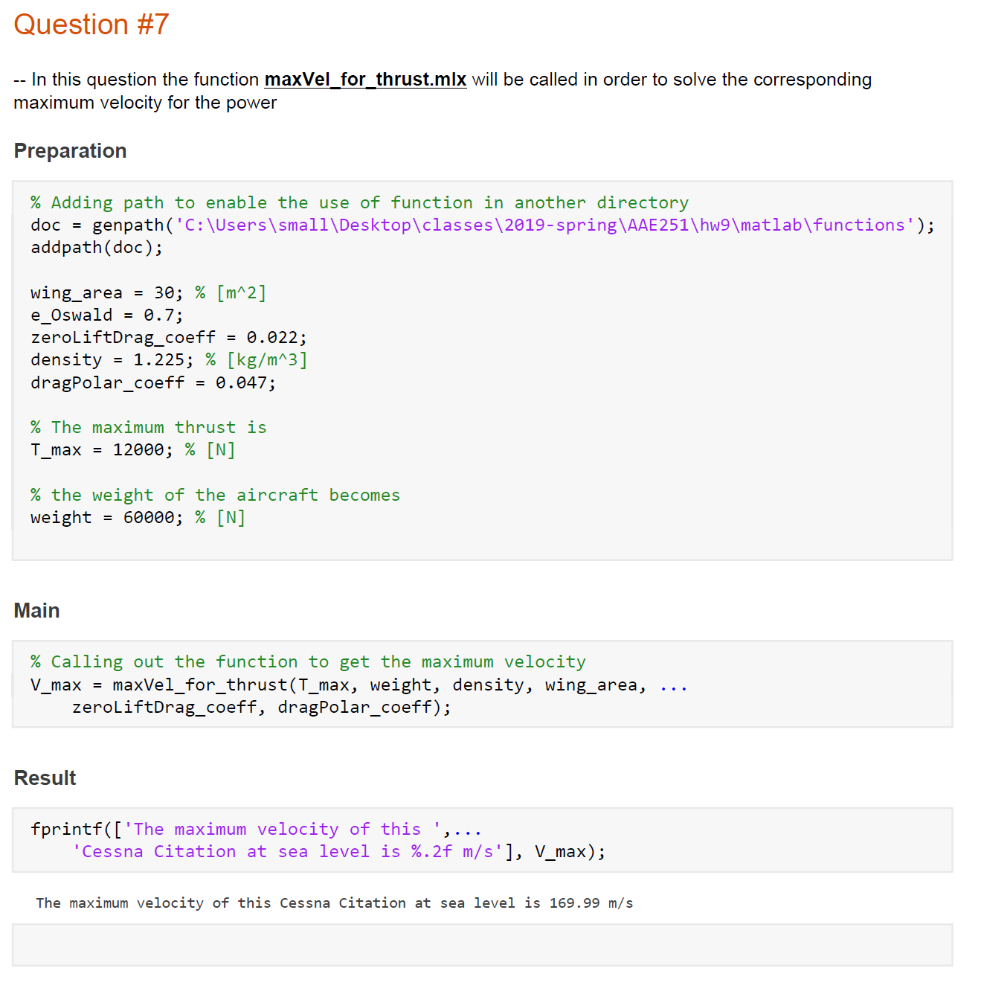 Question #7
-- In this question the function maxVel_for_thrust.mlx will be called in order to solve the corresponding
maximum velocity for the power
Preparation
% Adding path to enable the use of function in another directory
doc = genpath('C:\Users\small\Desktop\classes\2019-spring\AAE251\hw9\matlab\functions');
addpath(doc);
wing_area = 30; % [m^2]
e_Oswald = 0.7;
zeroLiftDrag_coeff = 0.022;
density = 1.225; % [kg/m^3]
dragPolar_coeff = 0.047;
% The maximum thrust is
T_max = 12000; % [N]
% the weight of the aircraft becomes
weight = 60000; % [N]
Main
% Calling out the function to get the maximum velocity
V_max = maxVel_for_thrust(T_max, weight, density, wing_area, ...
zeroLiftDrag_coeff, dragPolar_coeff);
Result
fprintf(['The maximum velocity of this ',...
'Cessna Citation at sea level is %.2f m/s'], V_max);
The maximum velocity of this Cessna Citation at sea level is 169.99 m/s